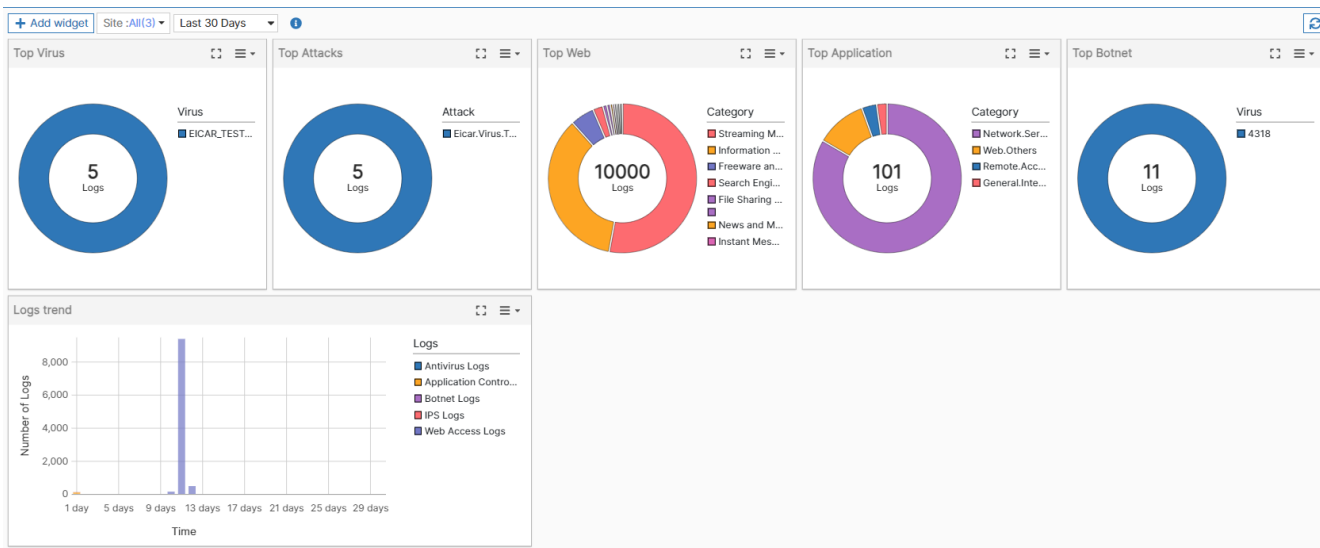 + Add widget
Site :All(3)
Last 30 Days
Top Virus
5
Logs
Virus
EICAR_TEST...
Top Attacks
5
Logs
Attack
Eicar.Virus.T...
Top Web
10000
Logs
Category
Streaming M...
Information ...
Freeware an...
Search Engi...
File Sharing ...
News and M...
Instant Mes...
Top Application
101
Logs
Category
Network.Ser...
Web.Others
Remote.Acc...
General.Inte...
Top Botnet
11
Logs
Virus
4318
Logs trend
Number of Logs
8,000
6,000
4,000
2,000
0
1 day 5 days 9 days 13 days 17 days 21 days 25 days 29 days
Time
Logs
Antivirus Logs
Application Contro...
Botnet Logs
IPS Logs
Web Access Logs